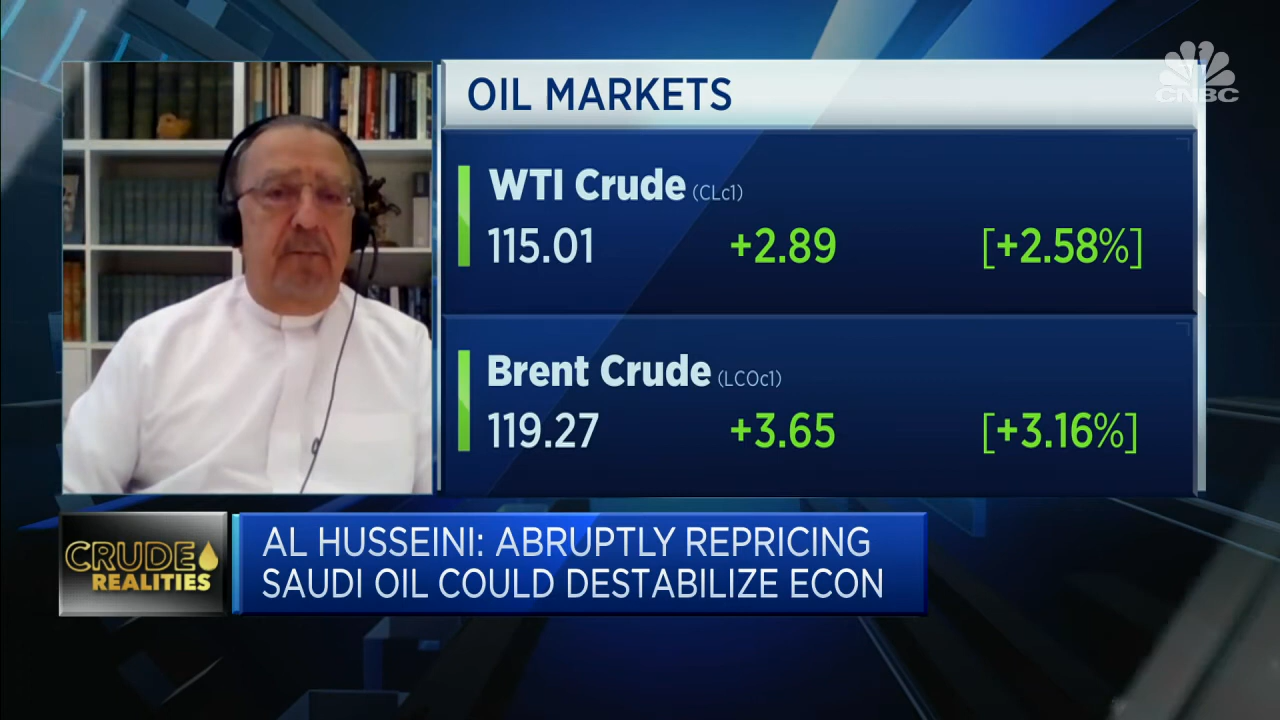 CNBC
OIL MARKETS
WTI Crude (CLc1)
115.01 +2.89 [+2.58%]
Brent Crude (LCOc1)
119.27 +3.65 [+3.16%]
CRUDE
REALITIES
AL HUSSEINI: ABRUPTLY REPRICING
SAUDI OIL COULD DESTABILIZE ECON